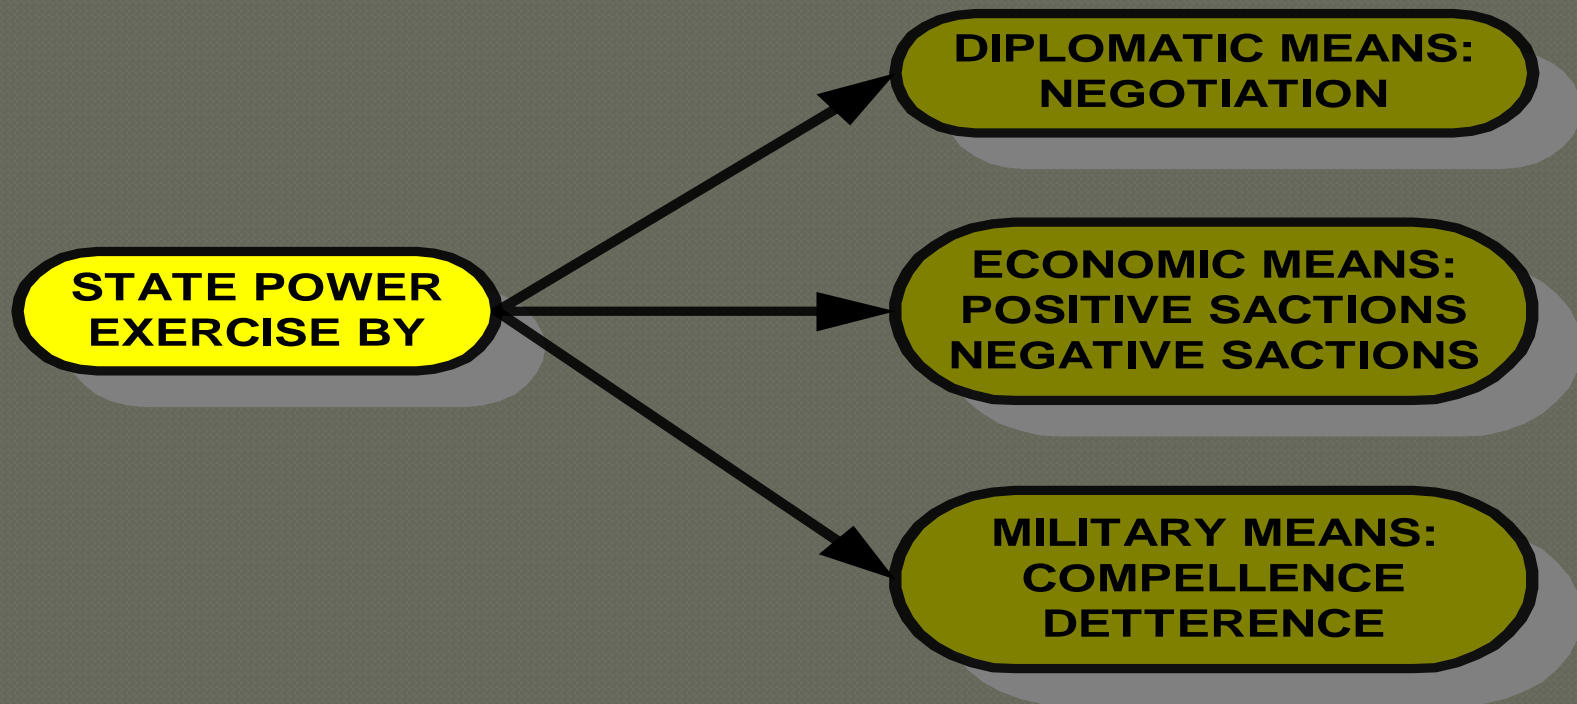 STATE POWER
EXERCISE BY
DIPLOMATIC MEANS:
NEGOTIATION
ECONOMIC MEANS:
POSITIVE SACTIONS
NEGATIVE SACTIONS
MILITARY MEANS:
COMPELLENCE
DETTERENCE